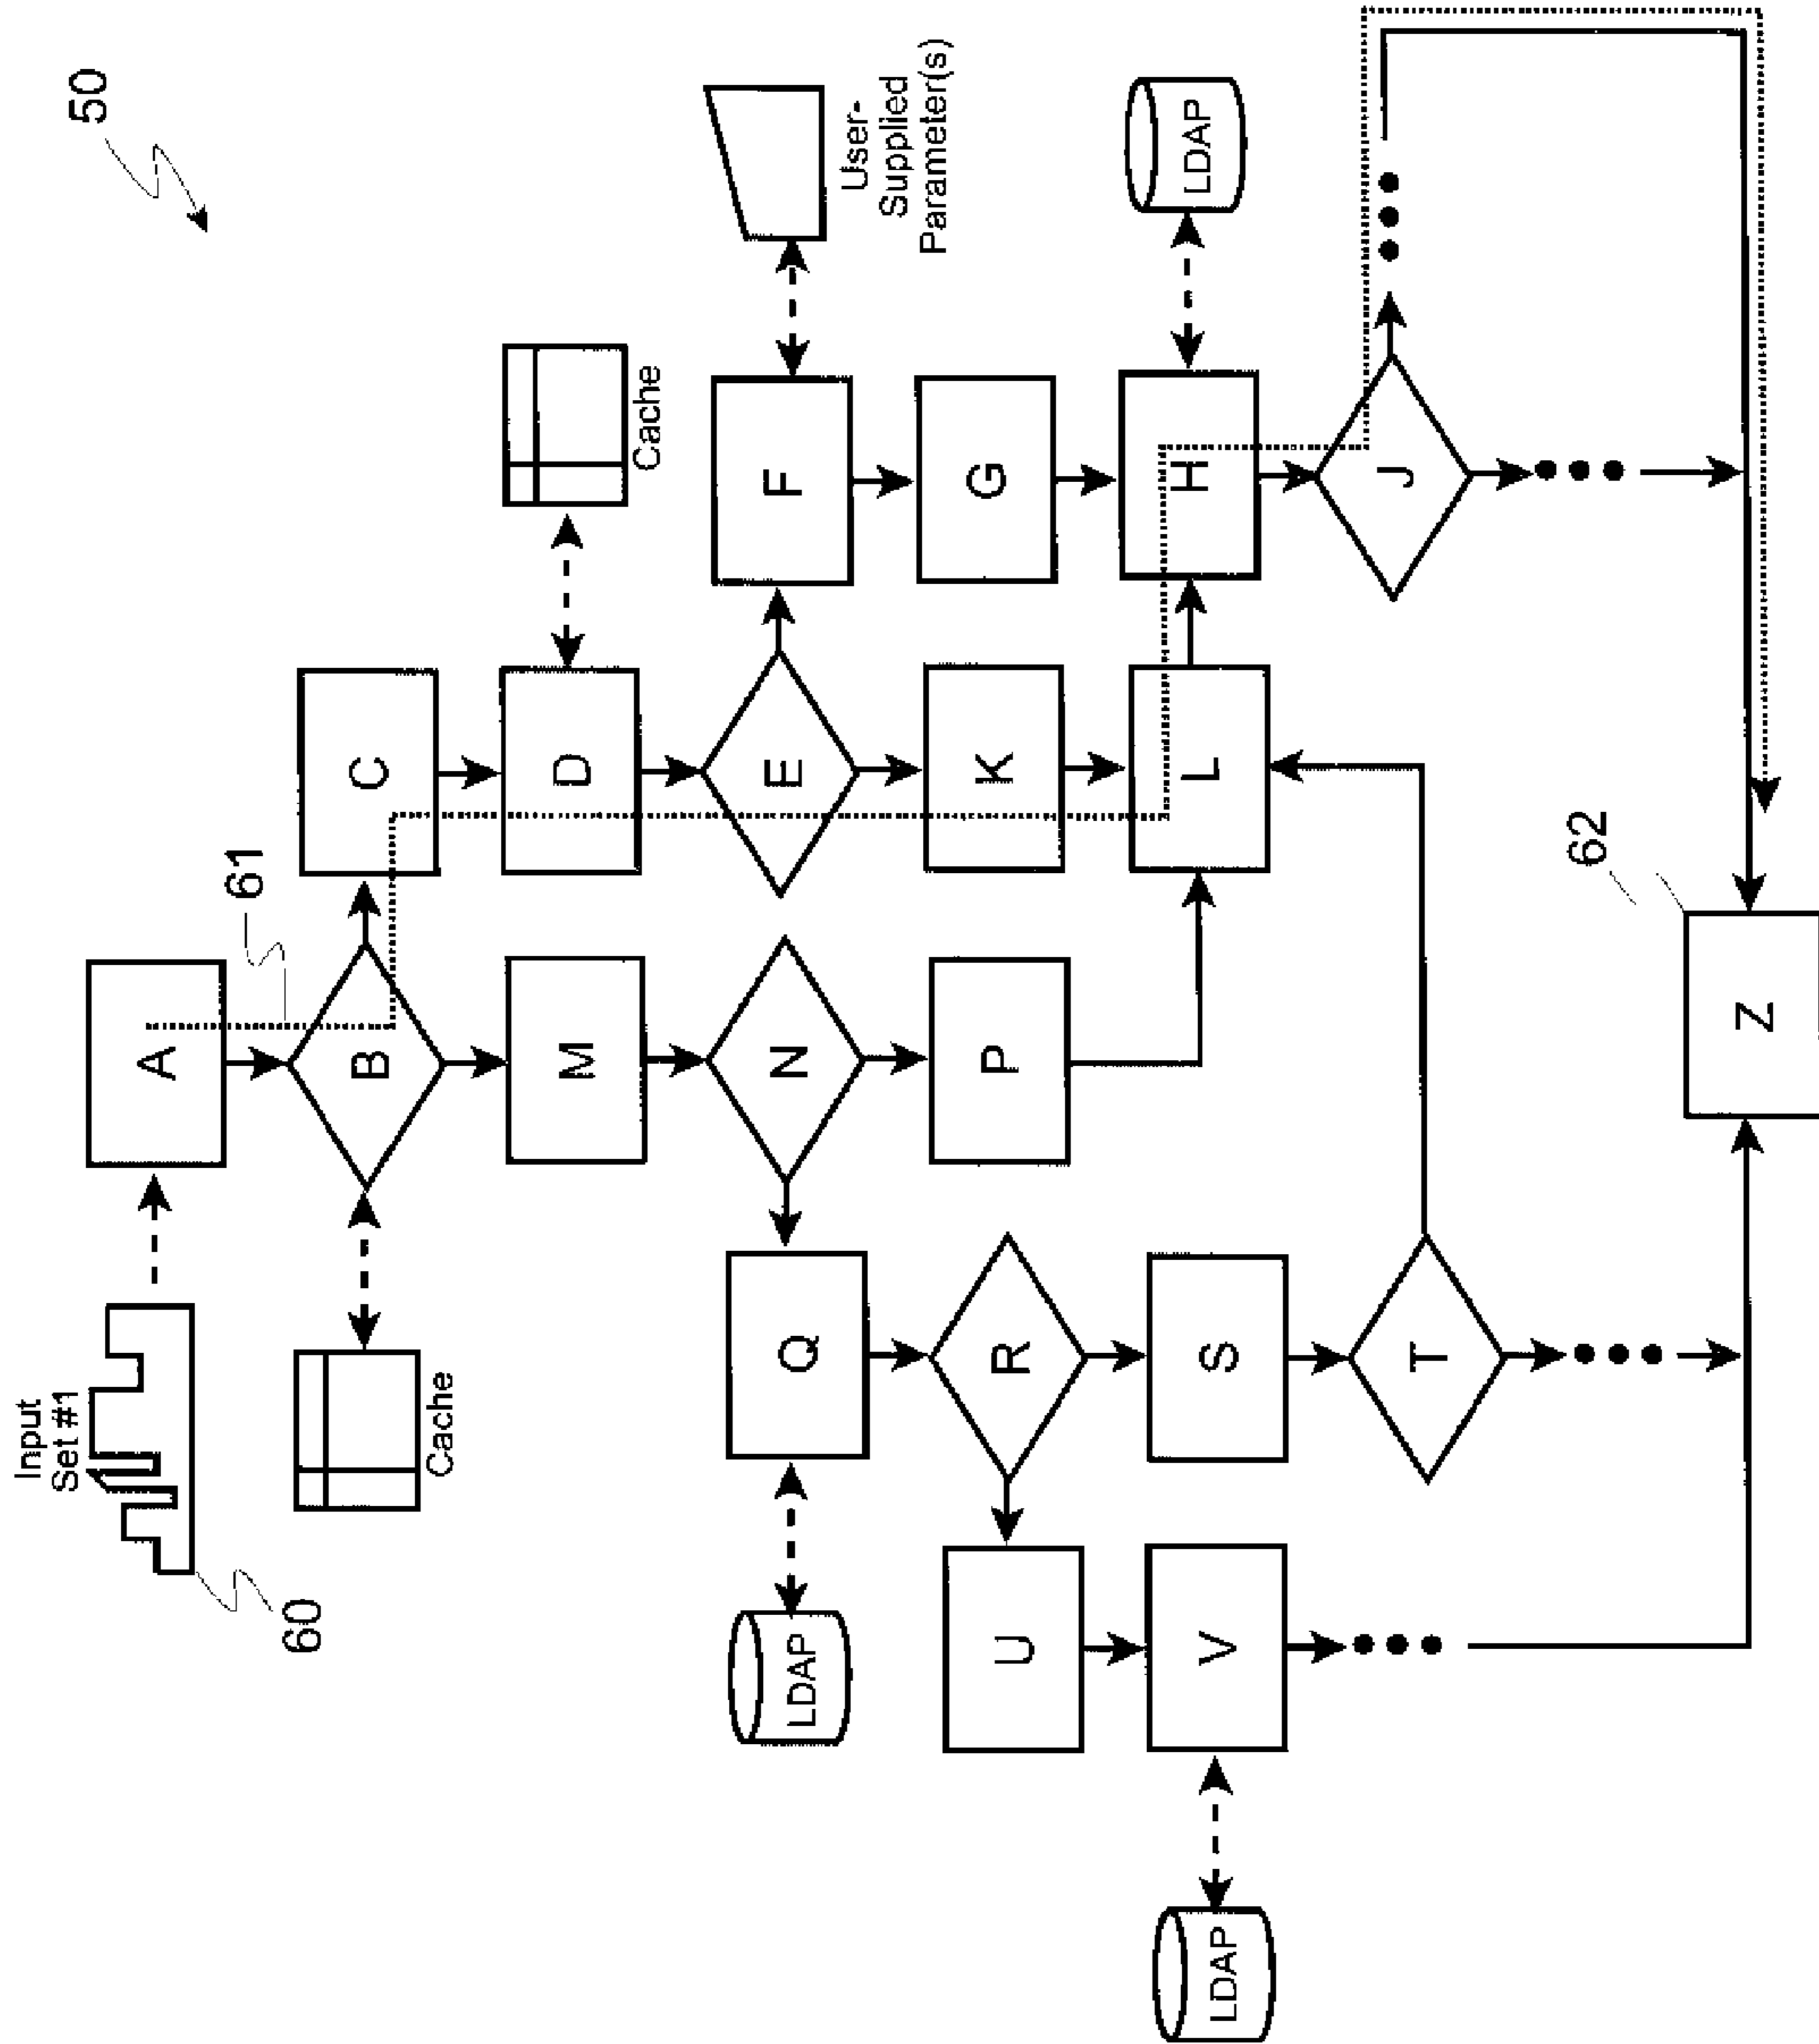 50
Input
Set #1
60
A
61
Cache
B
C
M
D
Cache
LDAP
Q
N
E
F
User-
Supplied
Parameter(s)
U
R
P
K
G
LDAP
V
S
L
H
LDAP
T
J
62
Z